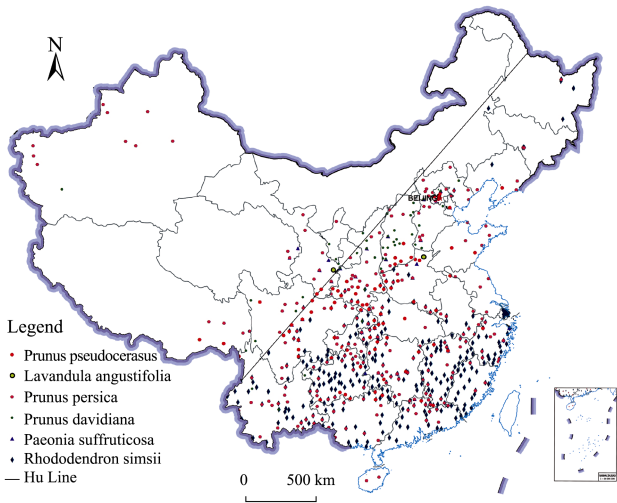 N
BEIJING
Legend
Prunus pseudocerasus
Lavandula angustifolia
Prunus persica
Prunus davidiana
Paeonia suffruticosa
Rhododendron simsii
Hu Line
0 500 km